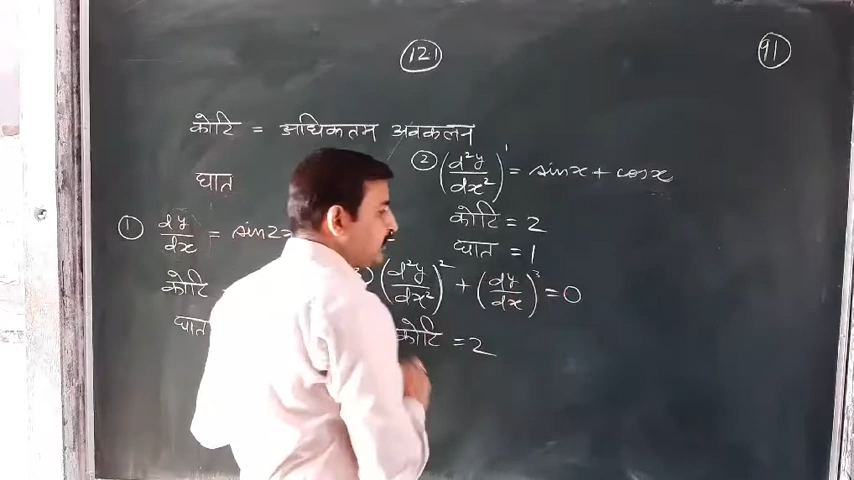 (121)
(91)
कोटि = अधिकतम अवकलन
घात
① dy/dx = sin2x
कोटि
घात
② (d²y/dx²)¹ = sinx + cosx
कोटि = 2
घात = 1
(d²y/dx²)² + (dy/dx)³ = 0
कोटि = 2